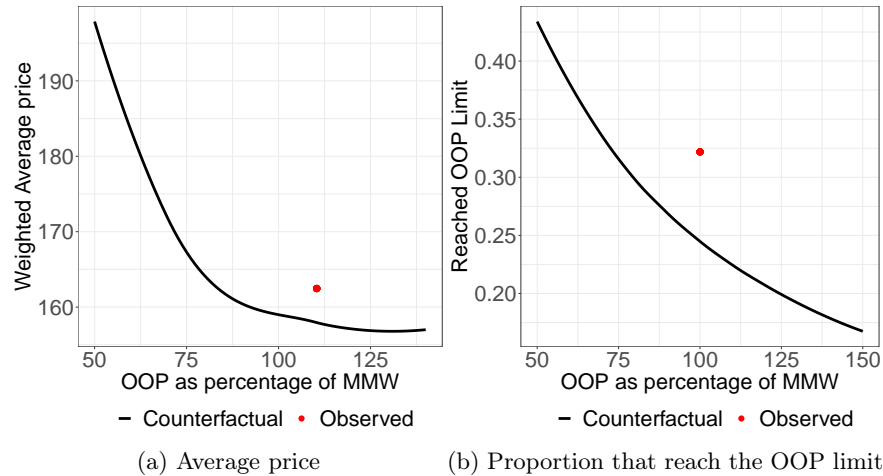 Weighted Average price
190
180
170
160
50 75 100 125
OOP as percentage of MMW
Counterfactual Observed
(a) Average price
Reached OOP Limit
0.40
0.35
0.30
0.25
0.20
50 75 100 125 150
OOP as percentage of MMW
Counterfactual Observed
(b) Proportion that reach the OOP limit